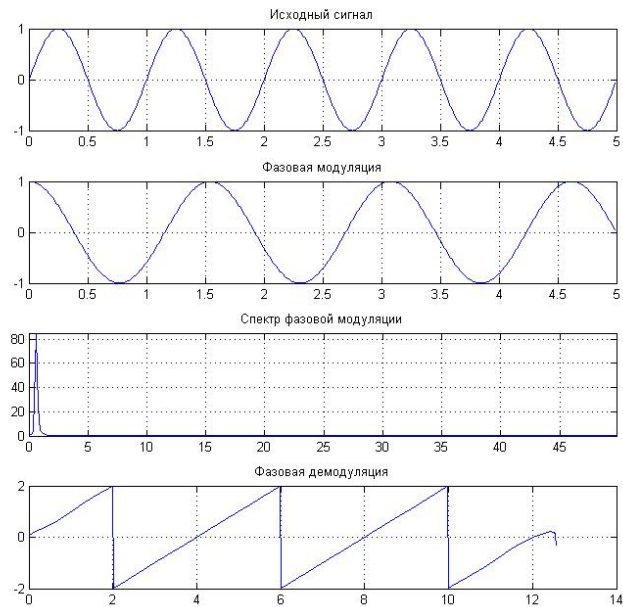 Исходный сигнал
1
0
-1
0 0.5 1 1.5 2 2.5 3 3.5 4 4.5 5
Фазовая модуляция
1
0
-1
0 0.5 1 1.5 2 2.5 3 3.5 4 4.5 5
Спектр фазовой модуляции
80
60
40
20
0
0 5 10 15 20 25 30 35 40 45
Фазовая демодуляция
2
0
-2
0 2 4 6 8 10 12 14